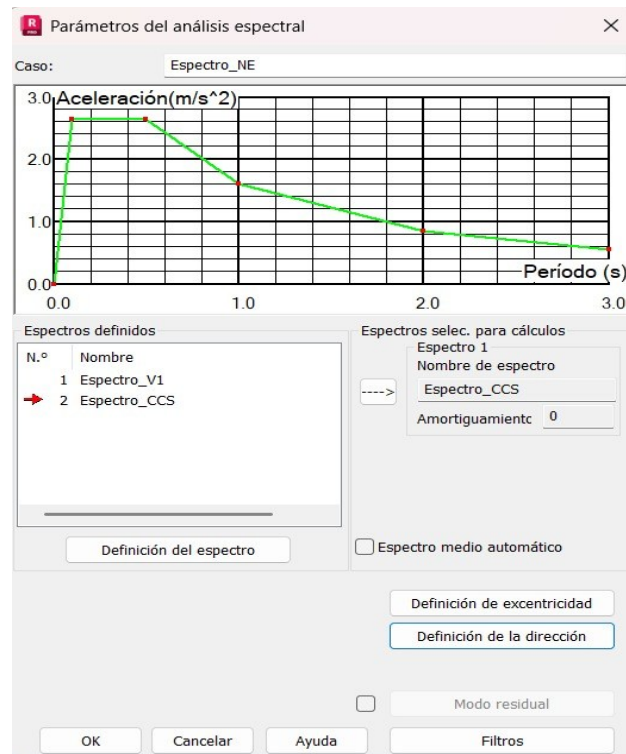 R
PRO
Parámetros del análisis espectral
Caso:
Espectro_NE
3.0 Aceleración(m/s^2)
2.0
1.0
0.0
Período (s)
0.0 1.0 2.0 3.0
Espectros definidos
N.º Nombre
1 Espectro_V1
2 Espectro_CCS
Definición del espectro
Espectros selec. para cálculos
Espectro 1
Nombre de espectro
---->
Espectro_CCS
Amortiguamientc 0
Espectro medio automático
Definición de excentricidad
Definición de la dirección
Modo residual
OK Cancelar Ayuda Filtros